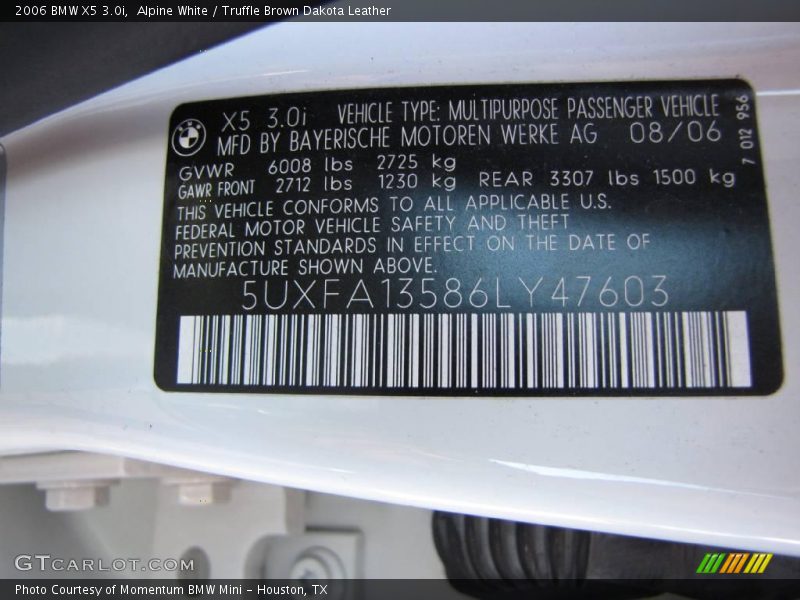 2006 BMW X5 3.0i, Alpine White / Truffle Brown Dakota Leather
X5 3.0i VEHICLE TYPE: MULTIPURPOSE PASSENGER VEHICLE
MFD BY BAYERISCHE MOTOREN WERKE AG 08/06
7 012 956
GVWR 6008 lbs 2725 kg
GAWR FRONT 2712 lbs 1230 kg REAR 3307 lbs 1500 kg
THIS VEHICLE CONFORMS TO ALL APPLICABLE U.S.
FEDERAL MOTOR VEHICLE SAFETY AND THEFT
PREVENTION STANDARDS IN EFFECT ON THE DATE OF
MANUFACTURE SHOWN ABOVE.
5UXFA13586LY47603
GTCARLOT.COM
Photo Courtesy of Momentum BMW Mini - Houston, TX